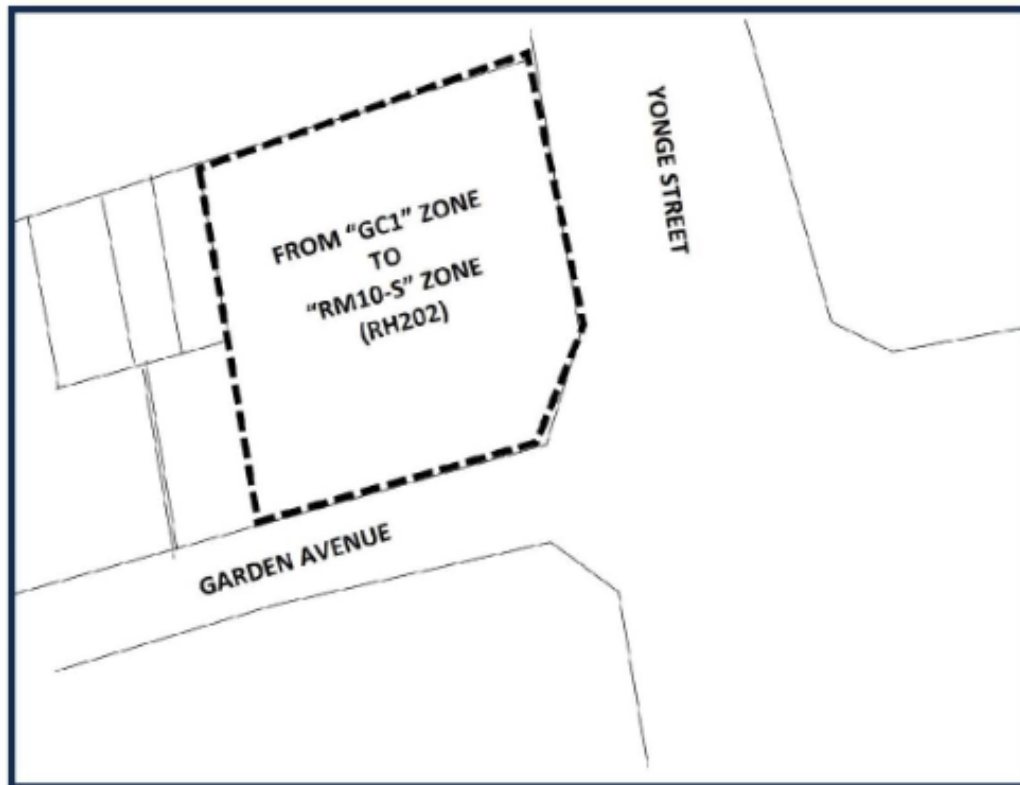 FROM “GC1” ZONE
TO
“RM10-S” ZONE
(RH202)
YONGE STREET
GARDEN AVENUE